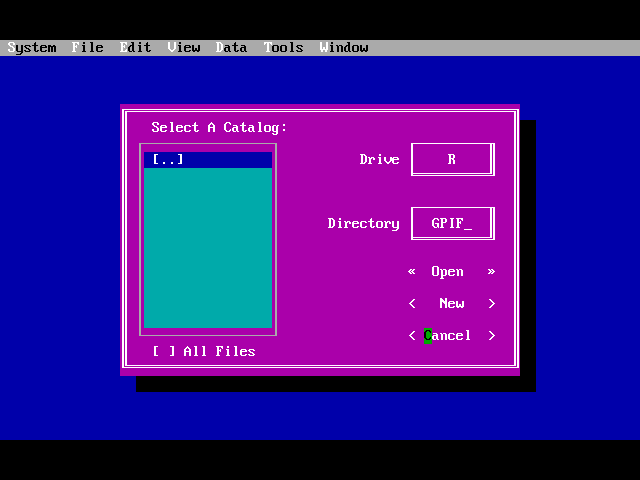 System  File  Edit  View  Data  Tools  Window
Select A Catalog:
[..]
Drive  R
Directory  GPIF_
«  Open  »
<  New  >
<  Cancel  >
[ ] All Files